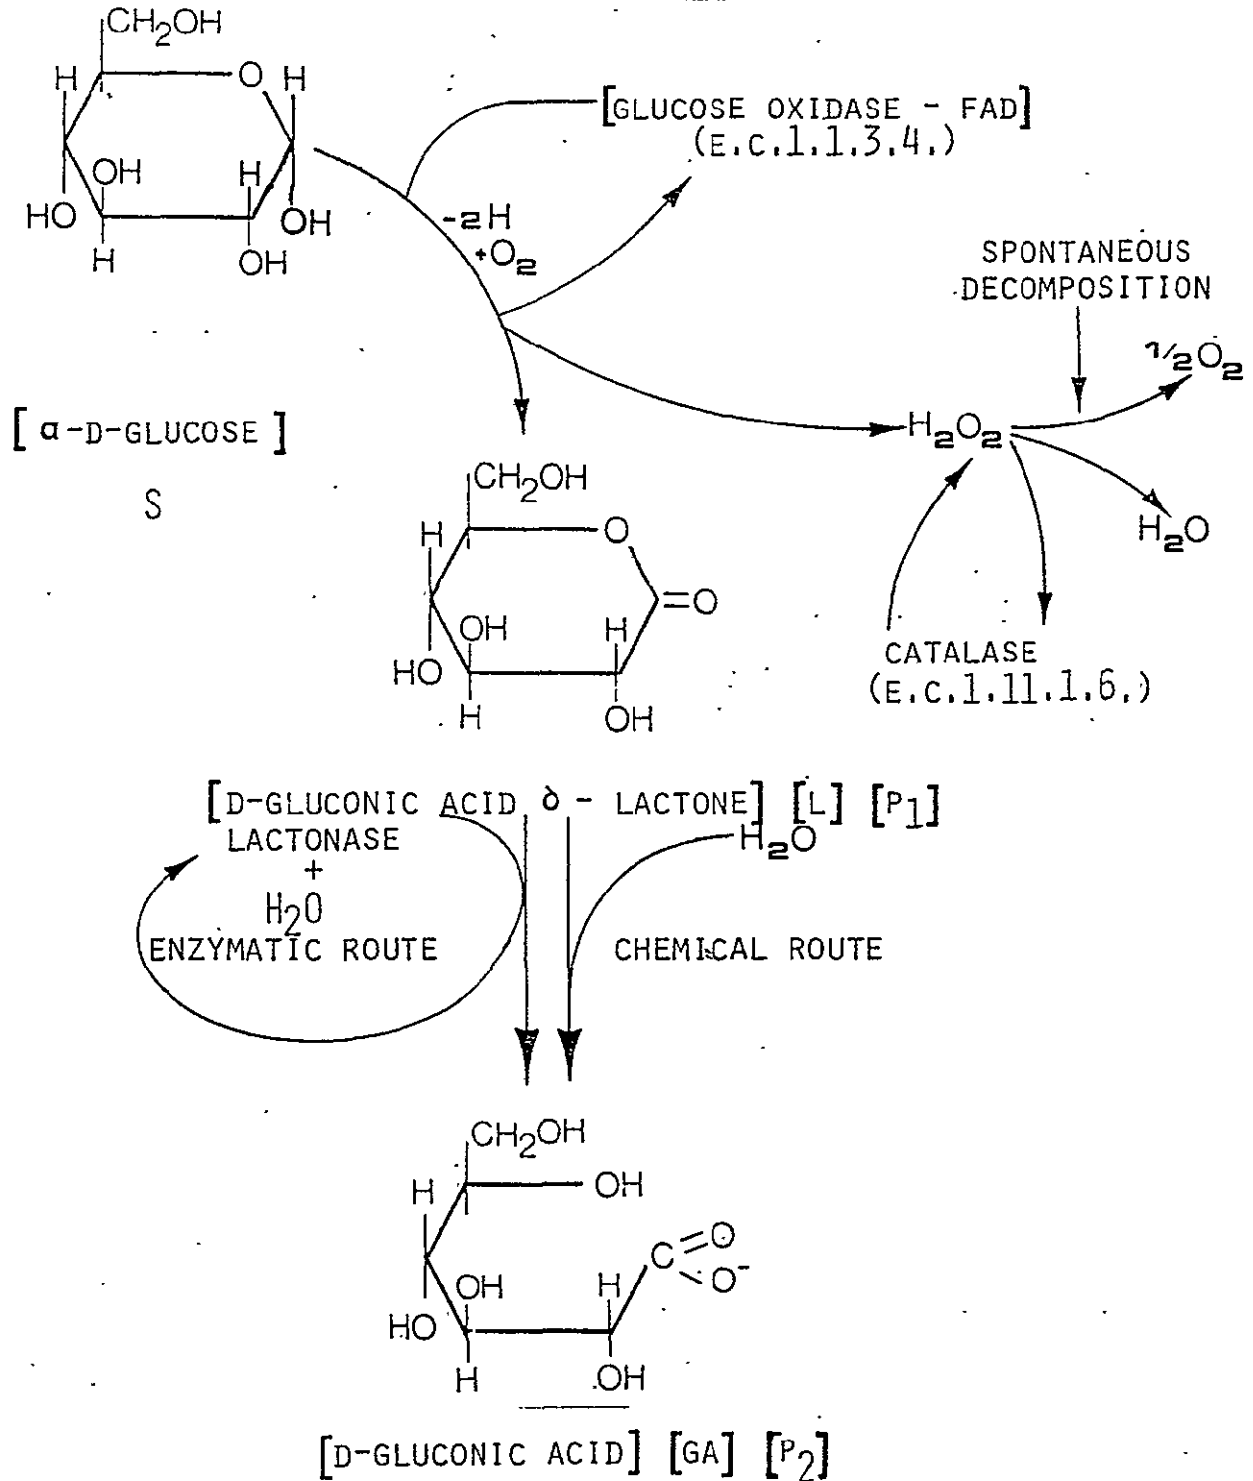 CH2OH
H
O
H
OH
H
HO
OH
H
OH
[GLUCOSE OXIDASE - FAD]
(E.C.1.1.3.4.)
-2H
+O2
SPONTANEOUS
DECOMPOSITION
1/2O2
[α-D-GLUCOSE]
S
H2O2
H2O
CH2OH
H
O
=O
OH
H
HO
H
OH
CATALASE
(E.C.1.11.1.6.)
[D-GLUCONIC ACID δ - LACTONE] [L] [P1]
LACTONASE
+
H2O
H2O
ENZYMATIC ROUTE
CHEMICAL ROUTE
CH2OH
H
OH
C
O
O-
OH
H
HO
H
OH
[D-GLUCONIC ACID] [GA] [P2]